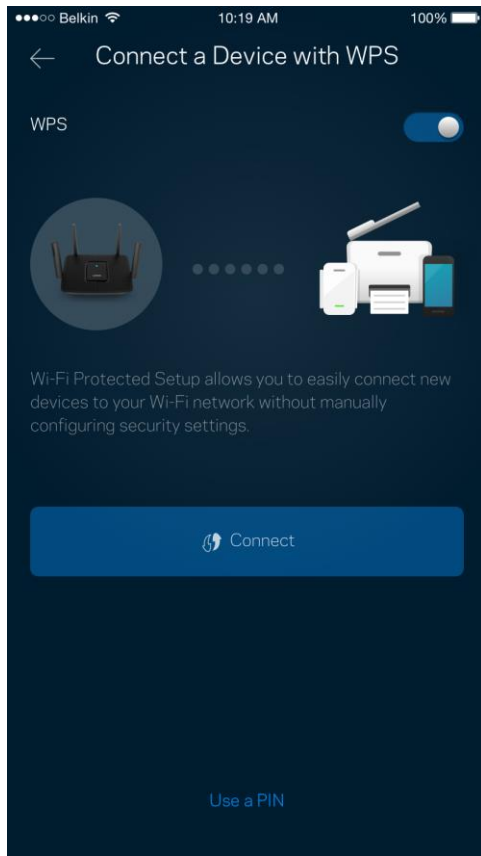 Belkin 10:19 AM 100%
Connect a Device with WPS
WPS
Wi-Fi Protected Setup allows you to easily connect new
devices to your Wi-Fi network without manually
configuring security settings.
Connect
Use a PIN